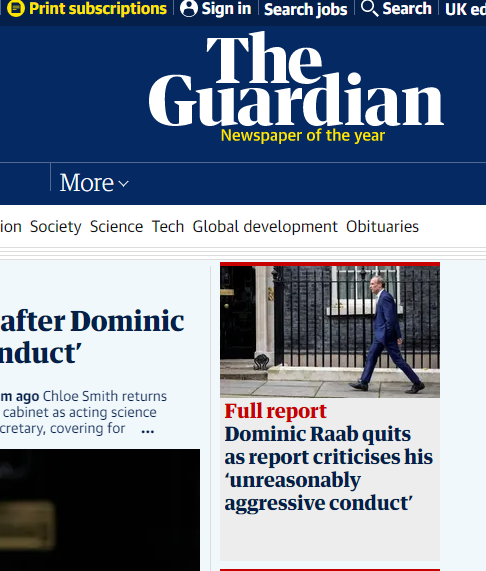 Print subscriptions Sign in Search jobs Search UK ed
The
Guardian
Newspaper of the year
More
ion Society Science Tech Global development Obituaries
after Dominic
nduct’
m ago Chloe Smith returns
cabinet as acting science
cretary, covering for ...
Full report
Dominic Raab quits
as report criticises his
‘unreasonably
aggressive conduct’